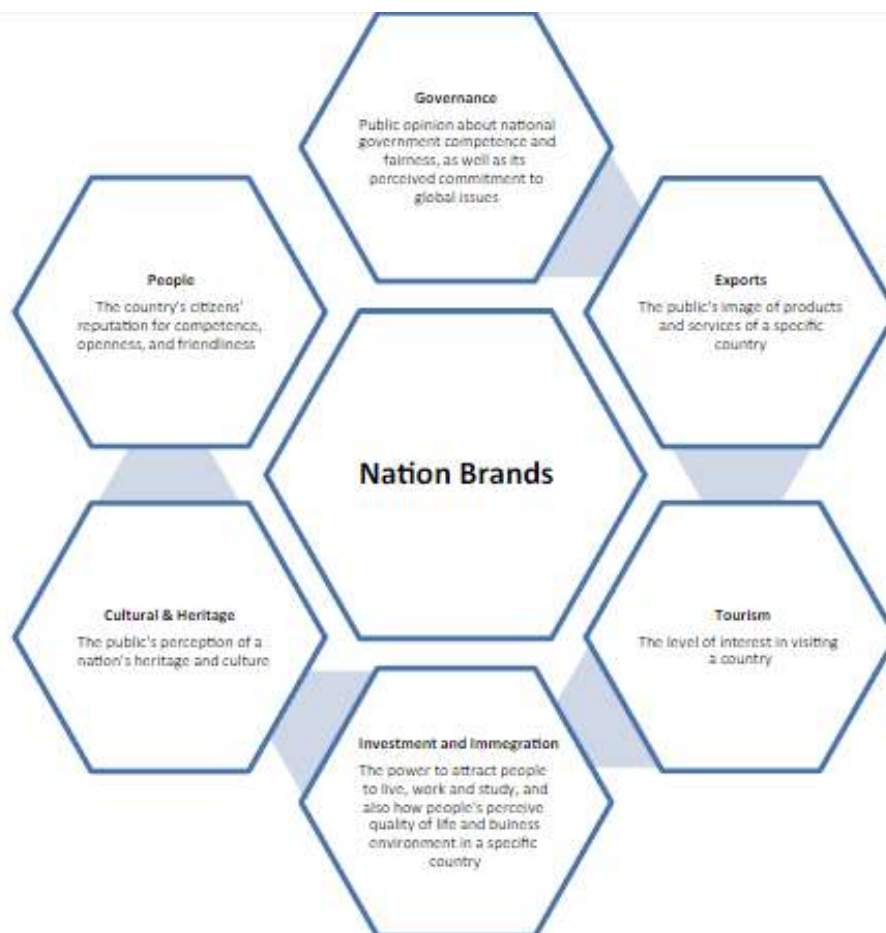 Governance
Public opinion about national
government competence and
fairness, as well as its
perceived commitment to
global issues
People
The country's citizens'
reputation for competence,
openness, and friendliness
Exports
The public's image of products
and services of a specific
country
Nation Brands
Cultural & Heritage
The public's perception of a
nation's heritage and culture
Tourism
The level of interest in visiting
a country
Investment and Immegration
The power to attract people
to live, work and study, and
also how people's perceive
quality of life and buiness
environment in a specific
country